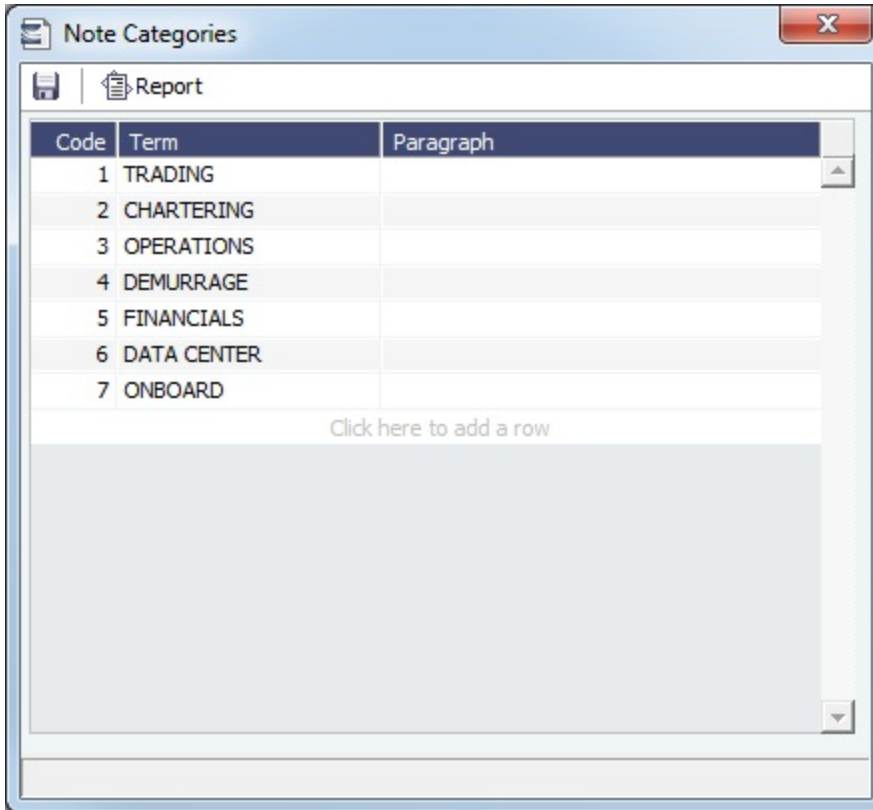 Note Categories
Report
Code Term Paragraph
1 TRADING
2 CHARTERING
3 OPERATIONS
4 DEMURRAGE
5 FINANCIALS
6 DATA CENTER
7 ONBOARD
Click here to add a row